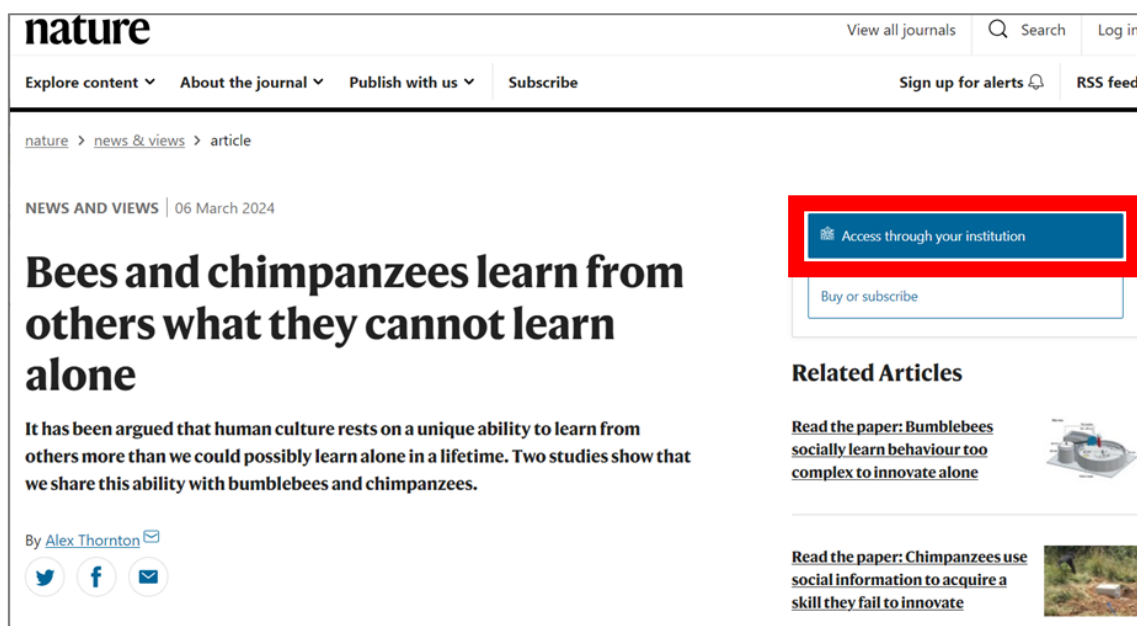 nature
View all journals Search Log in
Explore content About the journal Publish with us Subscribe
Sign up for alerts RSS feed
nature > news & views > article
NEWS AND VIEWS | 06 March 2024
Bees and chimpanzees learn from
others what they cannot learn
alone
It has been argued that human culture rests on a unique ability to learn from
others more than we could possibly learn alone in a lifetime. Two studies show that
we share this ability with bumblebees and chimpanzees.
By Alex Thornton
Access through your institution
Buy or subscribe
Related Articles
Read the paper: Bumblebees
socially learn behaviour too
complex to innovate alone
Read the paper: Chimpanzees use
social information to acquire a
skill they fail to innovate